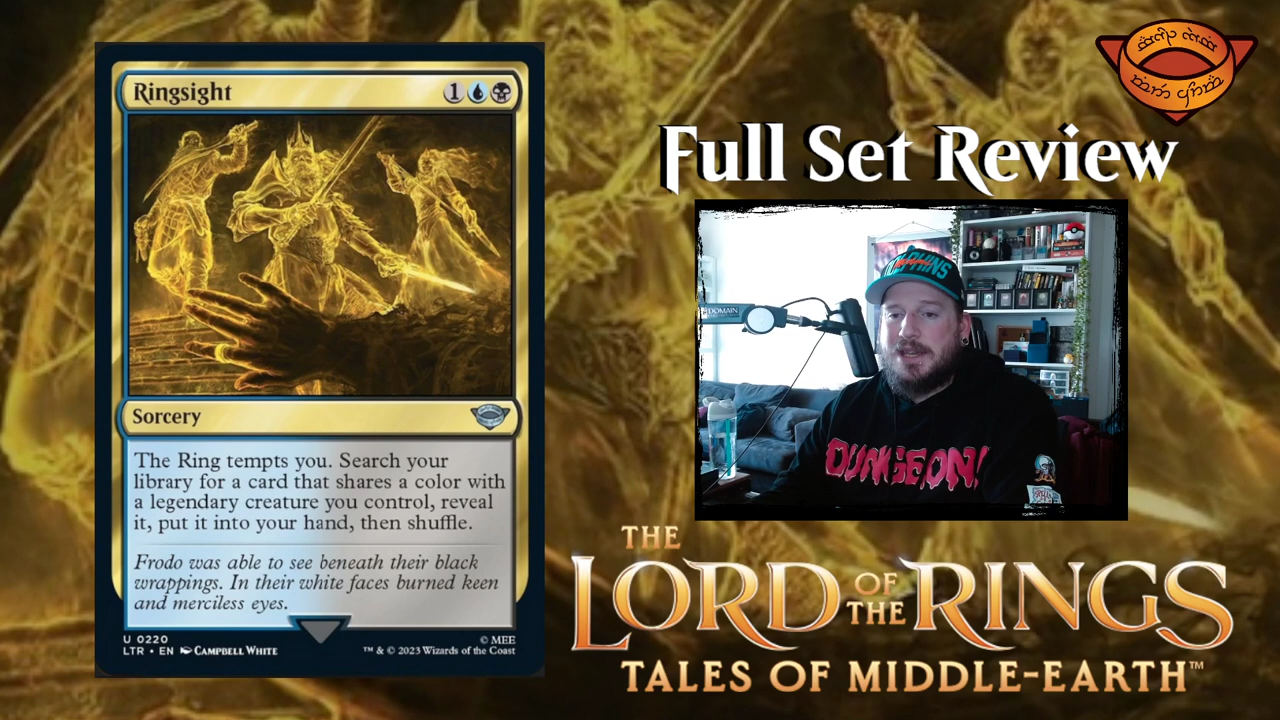 Ringsight
1
Sorcery
The Ring tempts you. Search your
library for a card that shares a color with
a legendary creature you control, reveal
it, put it into your hand, then shuffle.
Frodo was able to see beneath their black
wrappings. In their white faces burned keen
and merciless eyes.
U 0220
LTR • EN CAMPBELL WHITE
© MEE
™ & © 2023 Wizards of the Coast
Full Set Review
DOLPHINS
DOMAIN
DUNGEON!
THE
LORD OF THE RINGS
TALES OF MIDDLE-EARTH™